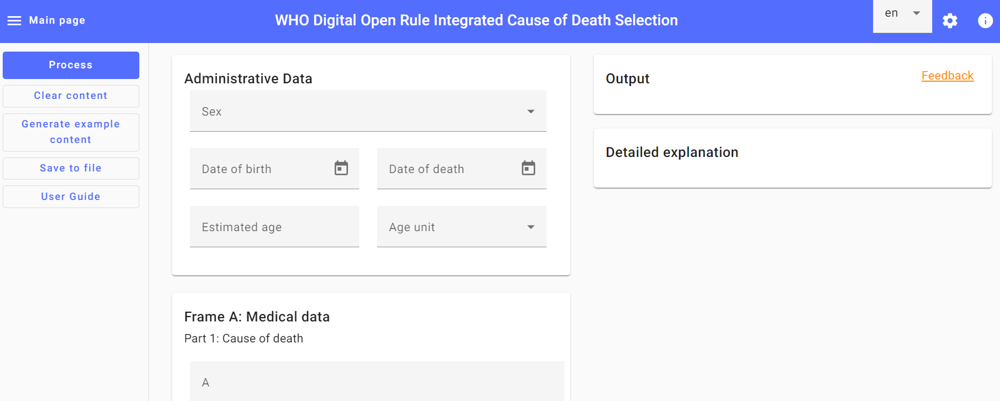 Main page
WHO Digital Open Rule Integrated Cause of Death Selection
en
Process
Clear content
Generate example
content
Save to file
User Guide
Administrative Data
Sex
Date of birth
Date of death
Estimated age
Age unit
Frame A: Medical data
Part 1: Cause of death
A
Output
Feedback
Detailed explanation